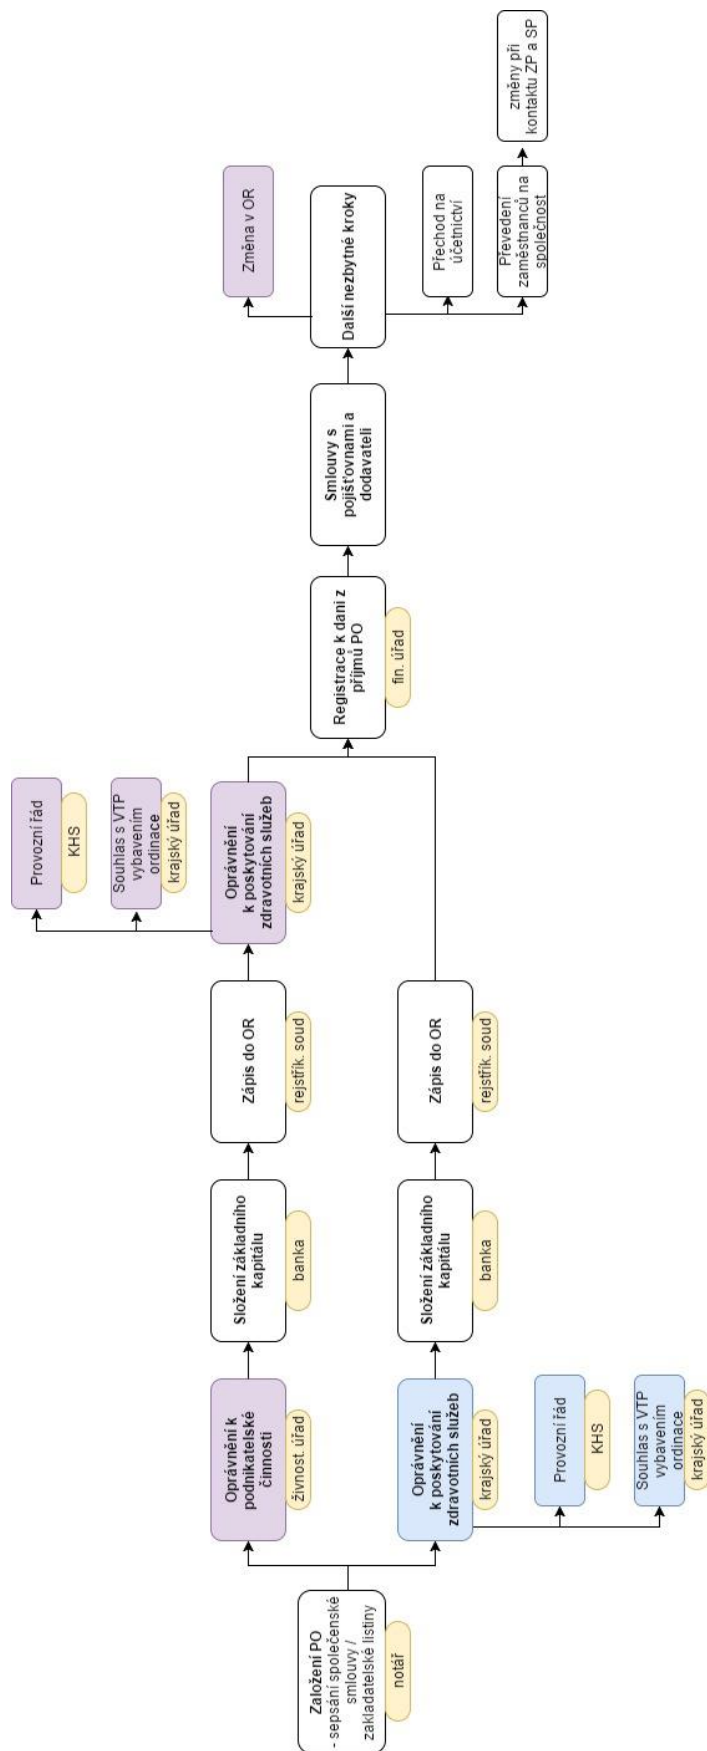 Založení PO
- sepsání společenské
smlouvy /
zakladatelské listiny
notář
Oprávnění k
podnikatelské
činnosti
živnost. úřad
Složení základního
kapitálu
banka
Zápis do OR
rejstřík. soud
Oprávnění
k poskytování
zdravotních služeb
krajský úřad
Provozní řád
KHS
Souhlas s VTP
vybavením
ordinace
krajský úřad
Oprávnění
k poskytování
zdravotních služeb
krajský úřad
Provozní řád
KHS
Souhlas s VTP
vybavením
ordinace
krajský úřad
Složení základního
kapitálu
banka
Zápis do OR
rejstřík. soud
Registrace k dani z
příjmů PO
fin. úřad
Smlouvy s
pojišťovnami a
dodavateli
Další nezbytné kroky
Změna v OR
Přechod na
účetnictví
Převedení
zaměstnanců na
společnost
změny při
kontaktu ZP a SP